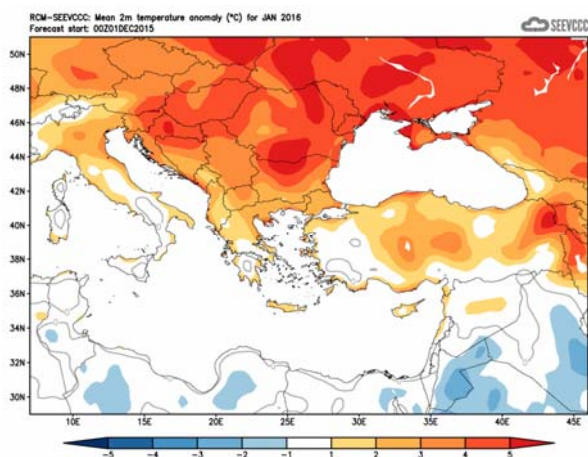 RCM-SEEVCCC: Mean 2m temperature anomaly (°C) for JAN 2016
Forecast start: 00Z01DEC2015
SEEVCCC
50N
48N
46N
44N
42N
40N
38N
36N
34N
32N
30N
10E 15E 20E 25E 30E 35E 40E 45E
-5 -4 -3 -2 -1 1 2 3 4 5